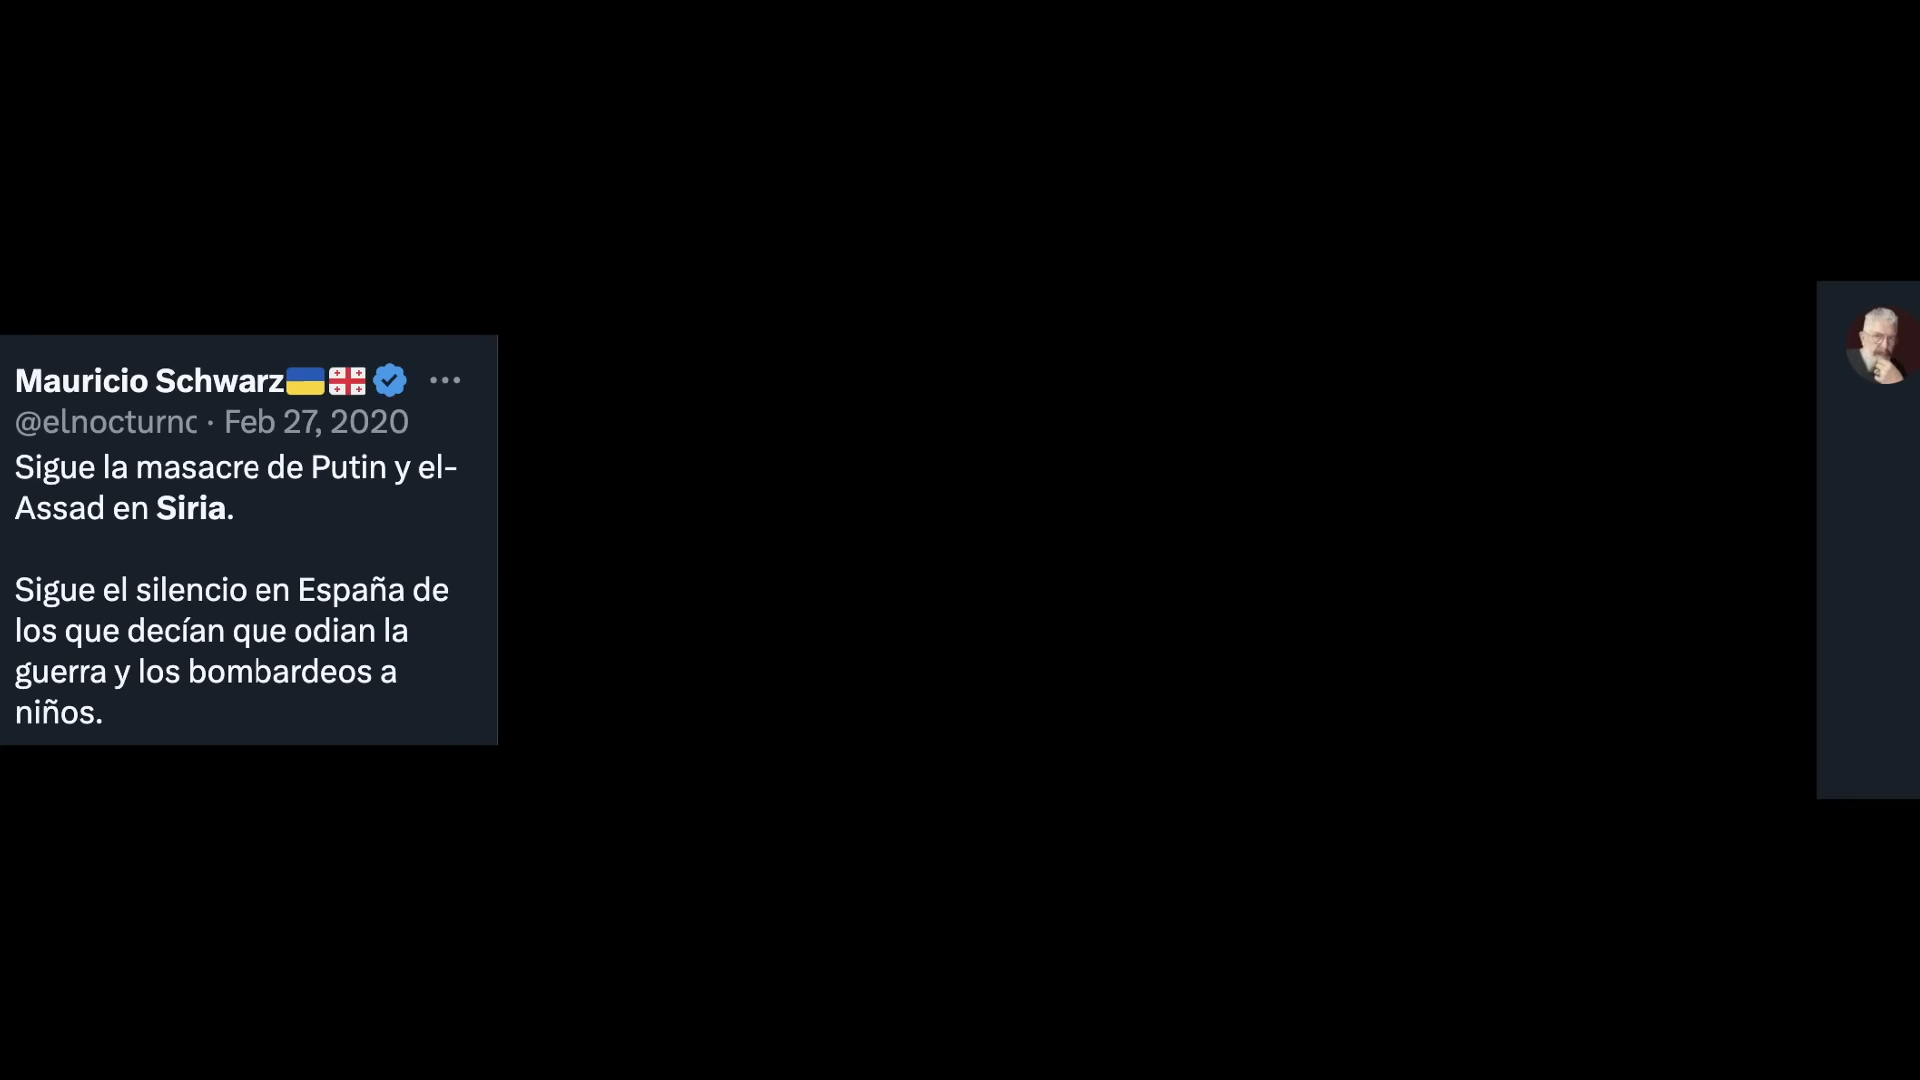 Mauricio Schwarz🇺🇦🇬🇪
@elnocturno · Feb 27, 2020
Sigue la masacre de Putin y el-
Assad en Siria.
Sigue el silencio en España de
los que decían que odian la
guerra y los bombardeos a
niños.